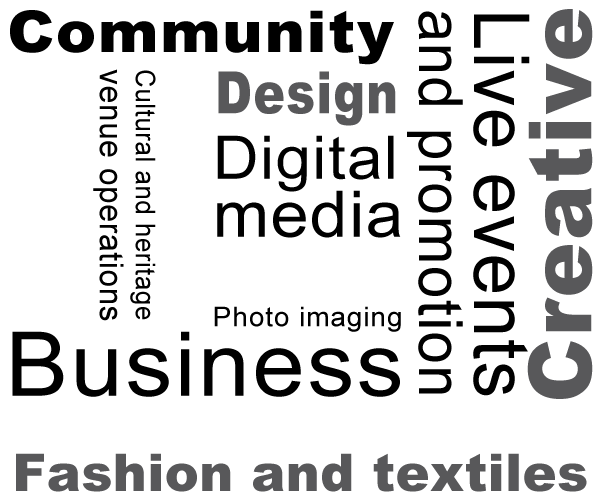 Community
Design
Digital
media
Cultural and heritage
venue operations
Photo imaging
Business
Live events
and promotion
Creative
Fashion and textiles